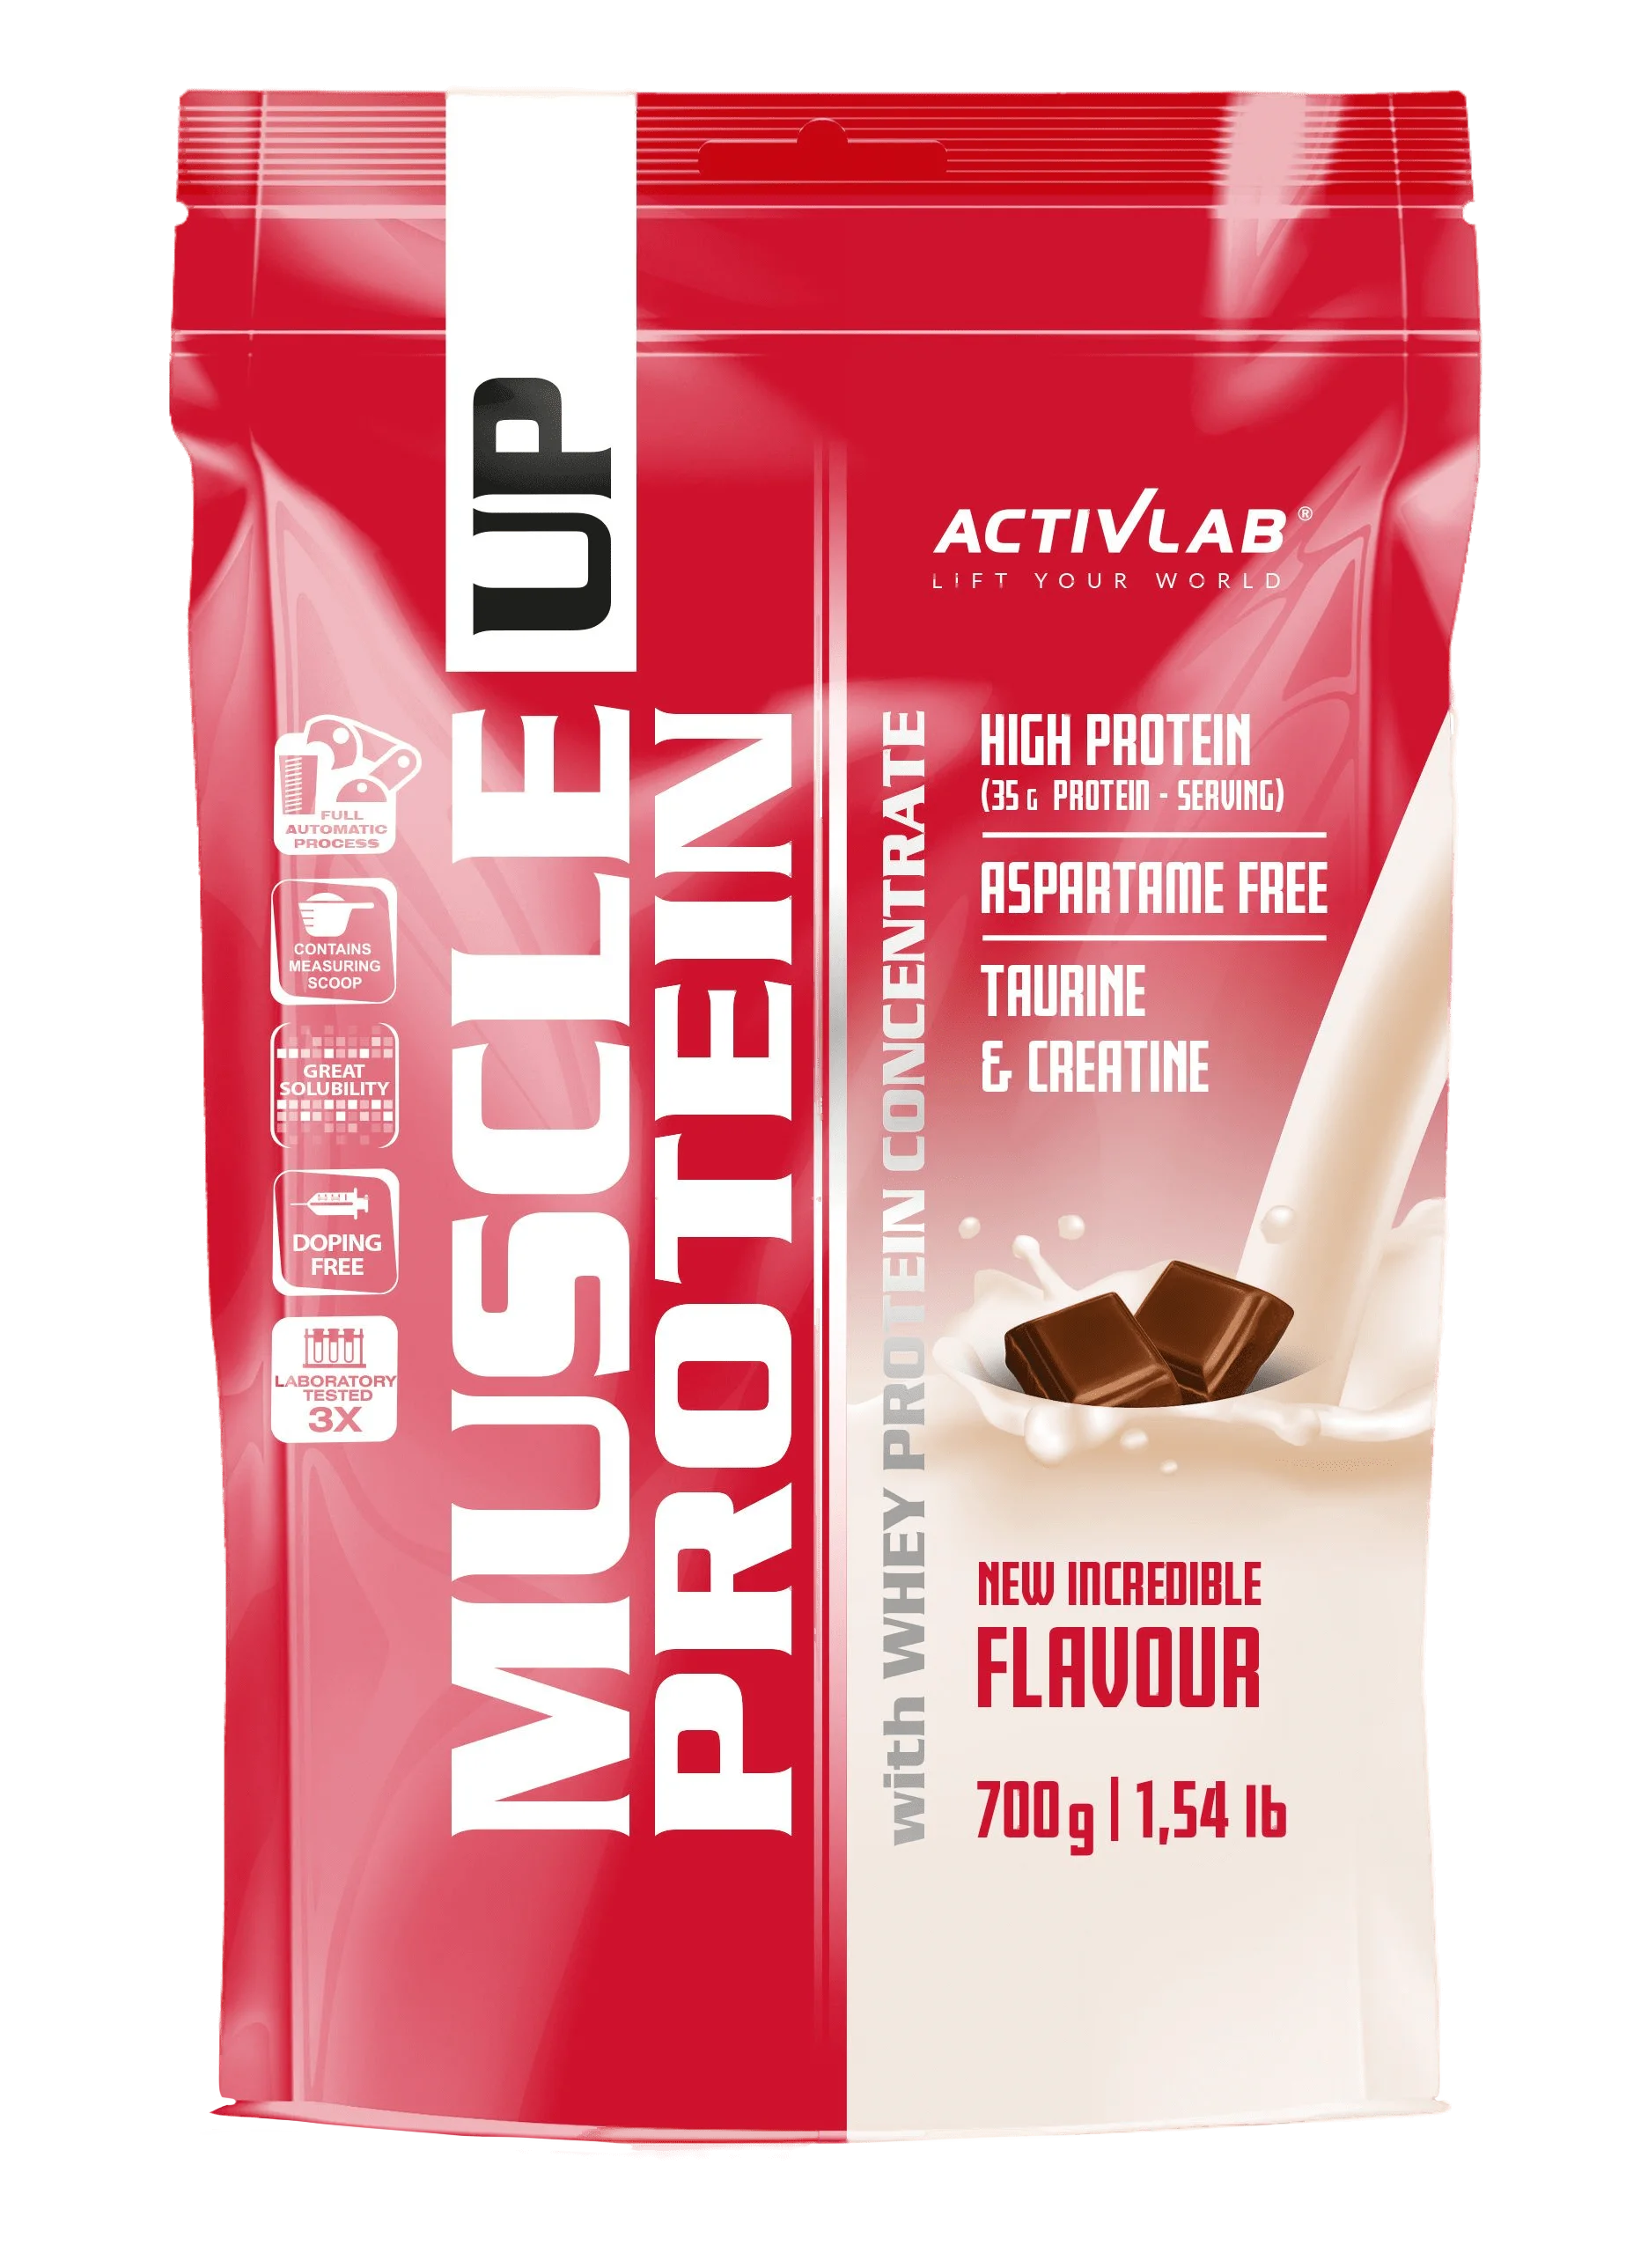 MUSCLE UP
PROTEIN
with WHEY PROTEIN CONCENTRATE
FULL
AUTOMATIC
PROCESS
CONTAINS
MEASURING
SCOOP
GREAT
SOLUBILITY
DOPING
FREE
LABORATORY
TESTED
3X
ACTIVLAB®
LIFT YOUR WORLD
HIGH PROTEIN
(35 G PROTEIN - SERVING)
ASPARTAME FREE
TAURINE
& CREATINE
NEW INCREDIBLE
FLAVOUR
700 g | 1,54 lb